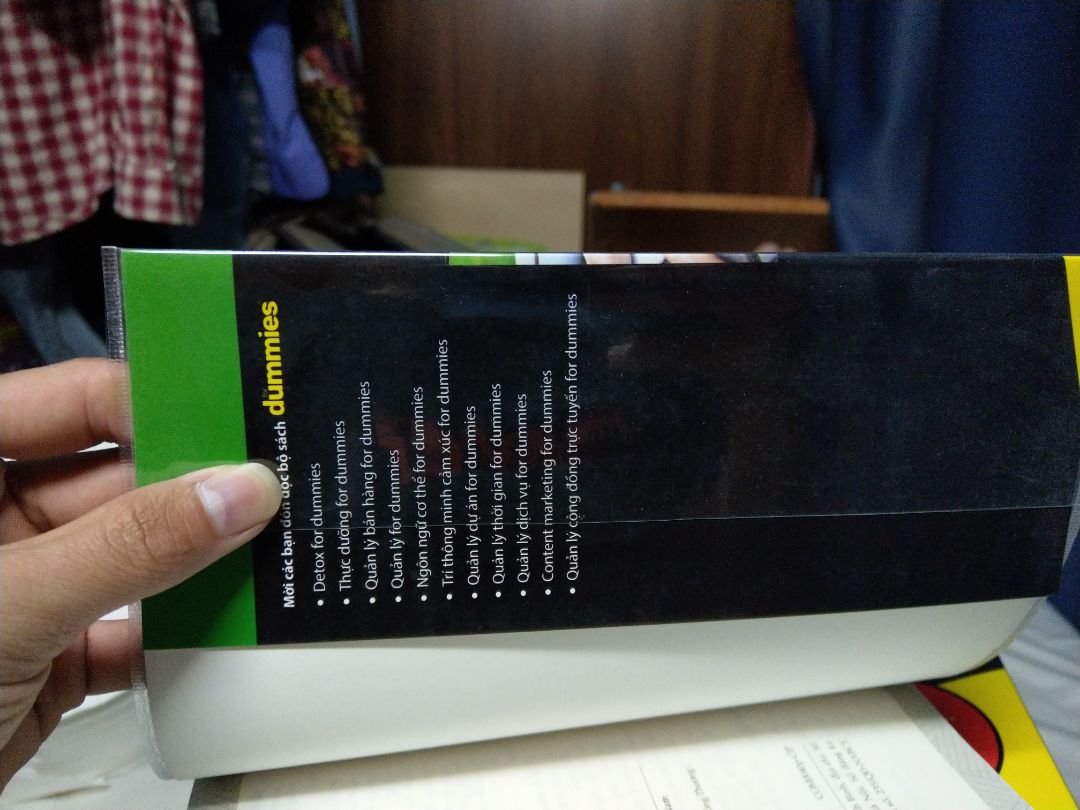 Mời các bạn đón đọc bộ sách for dummies
• Detox for dummies
• Thực dưỡng for dummies
• Quản lý bán hàng for dummies
• Quản lý for dummies
• Ngôn ngữ cơ thể for dummies
• Trí thông minh cảm xúc for dummies
• Quản lý dự án for dummies
• Quản lý thời gian for dummies
• Quản lý dịch vụ for dummies
• Content marketing for dummies
• Quản lý cộng đồng trực tuyến for dummies